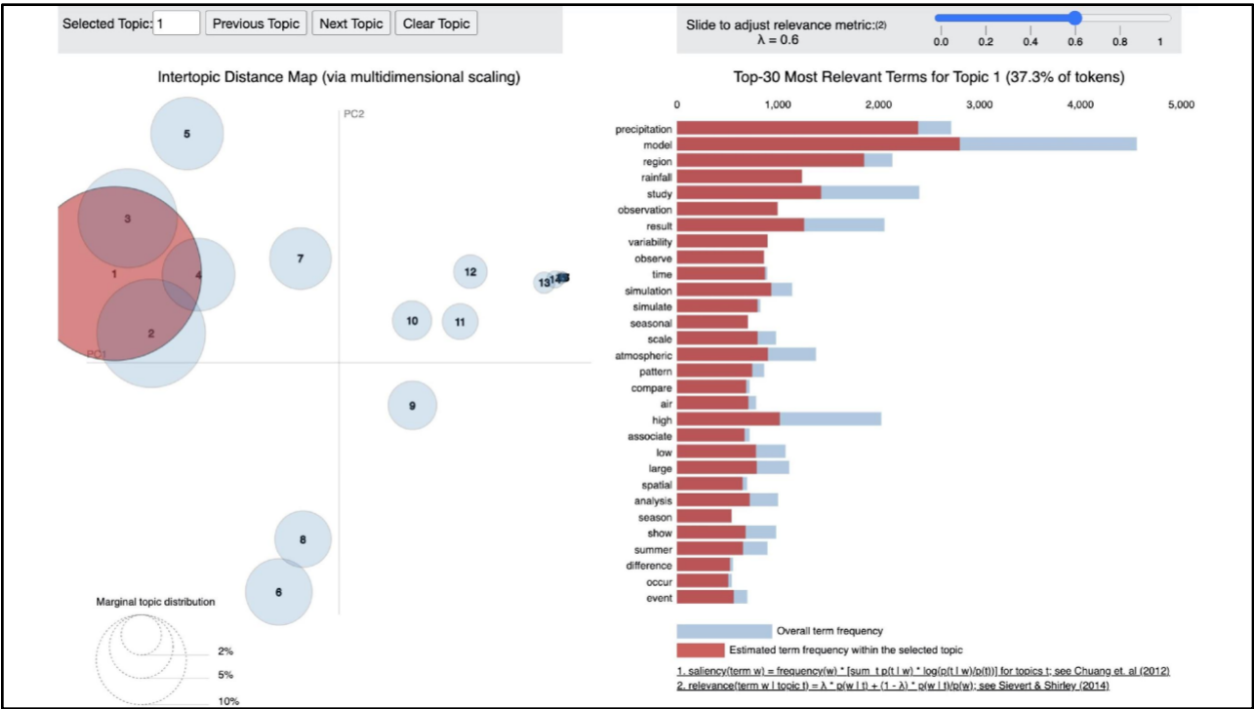 Selected Topic: 1 Previous Topic Next Topic Clear Topic
Slide to adjust relevance metric:(2)
λ = 0.6
0.0 0.2 0.4 0.6 0.8 1
Intertopic Distance Map (via multidimensional scaling)
PC2
PC1
5
3
1
4
2
7
12
13
10
11
9
8
6
Marginal topic distribution
2%
5%
10%
Top-30 Most Relevant Terms for Topic 1 (37.3% of tokens)
0 1,000 2,000 3,000 4,000 5,000
precipitation
model
region
rainfall
study
observation
result
variability
observe
time
simulation
simulate
seasonal
scale
atmospheric
pattern
compare
air
high
associate
low
large
spatial
analysis
season
show
summer
difference
occur
event
Overall term frequency
Estimated term frequency within the selected topic
1. saliency(term w) = frequency(w) * [sum_t p(t | w) * log(p(t | w)/p(t))] for topics t; see Chuang et. al (2012)
2. relevance(term w | topic t) = λ * p(w | t) + (1 - λ) * p(w | t)/p(w); see Sievert & Shirley (2014)